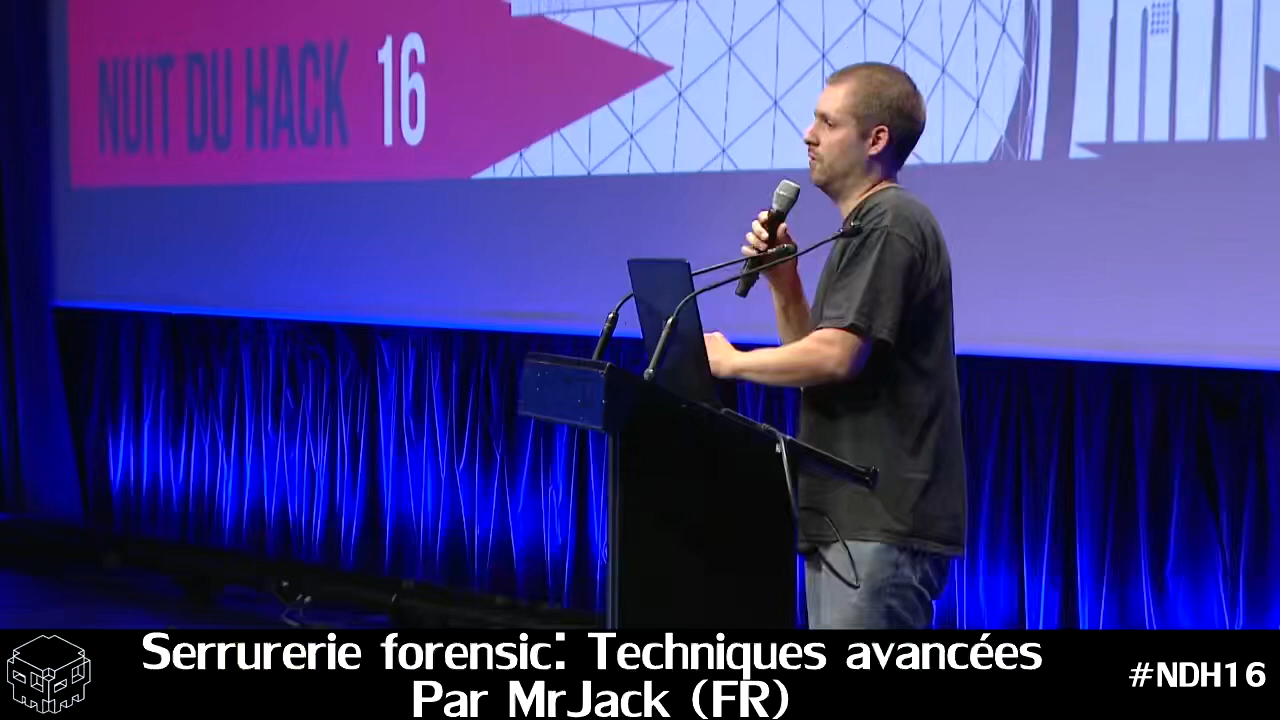 NUIT DU HACK 16
Serrurerie forensic: Techniques avancées
Par MrJack (FR)
#NDH16